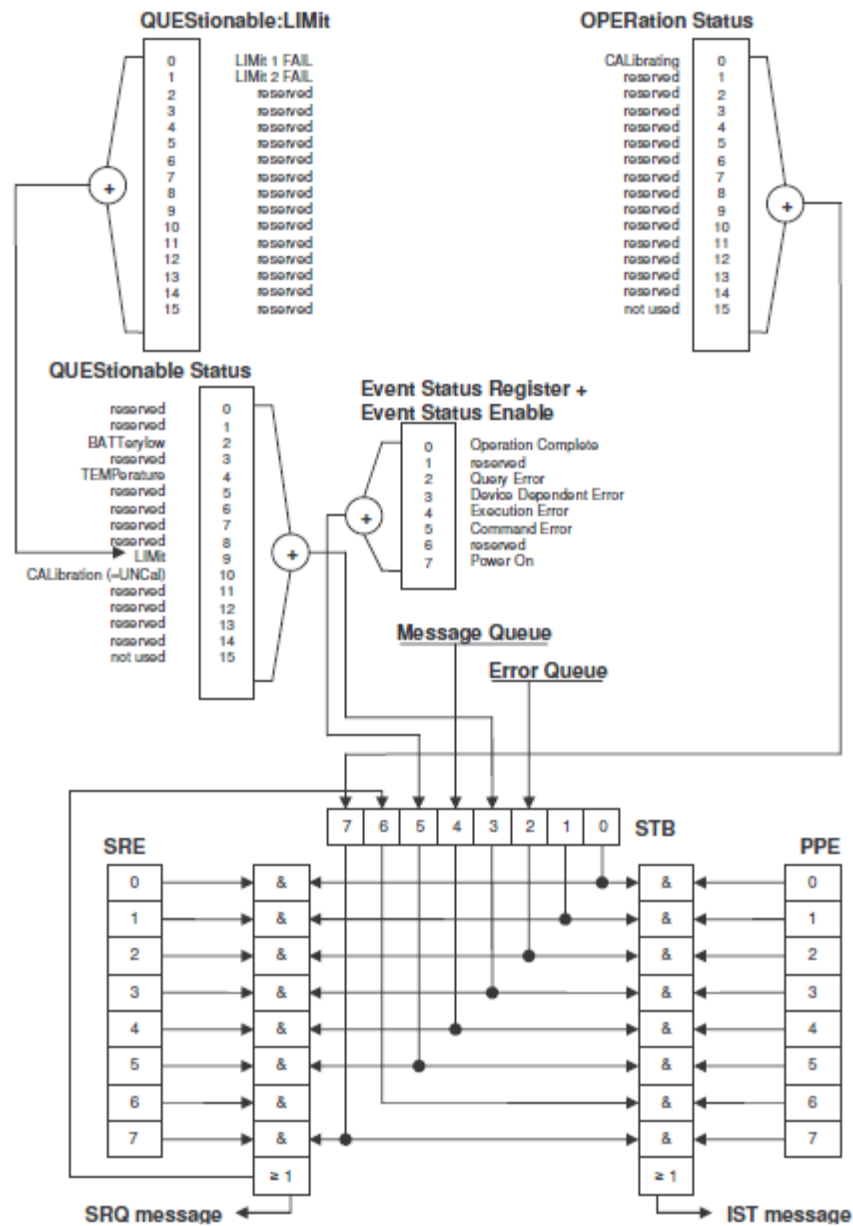 QUEStionable:LIMit
0 LIMit 1 FAIL
1 LIMit 2 FAIL
2 reserved
3 reserved
4 reserved
5 reserved
6 reserved
7 reserved
8 reserved
9 reserved
10 reserved
11 reserved
12 reserved
13 reserved
14 reserved
15 reserved
+
OPERation Status
CALibrating 0
reserved 1
reserved 2
reserved 3
reserved 4
reserved 5
reserved 6
reserved 7
reserved 8
reserved 9
reserved 10
reserved 11
reserved 12
reserved 13
reserved 14
not used 15
+
QUEStionable Status
reserved 0
reserved 1
BATTerylow 2
reserved 3
TEMPerature 4
reserved 5
reserved 6
reserved 7
reserved 8
LIMit 9
CALibration (=UNCal) 10
reserved 11
reserved 12
reserved 13
reserved 14
not used 15
+
Event Status Register +
Event Status Enable
0 Operation Complete
1 reserved
2 Query Error
3 Device Dependent Error
4 Execution Error
5 Command Error
6 reserved
7 Power On
+
Message Queue
Error Queue
7 6 5 4 3 2 1 0 STB
SRE PPE
0 & & 0
1 & & 1
2 & & 2
3 & & 3
4 & & 4
5 & & 5
6 & & 6
7 & & 7
≥ 1 ≥ 1
SRQ message IST message